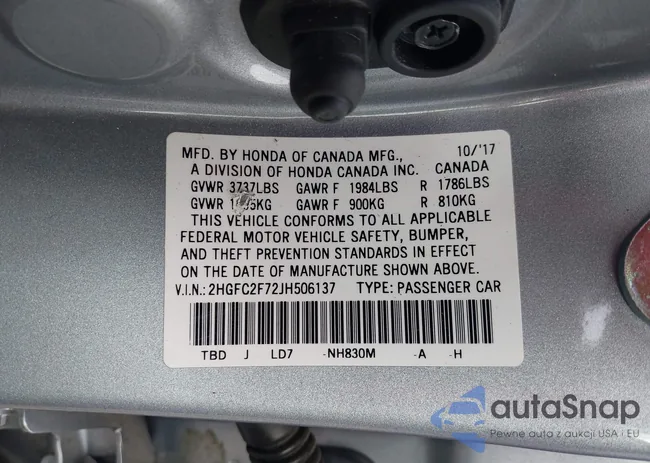 MFD. BY HONDA OF CANADA MFG., 10/'17
A DIVISION OF HONDA CANADA INC. CANADA
GVWR 3737LBS GAWR F 1984LBS R 1786LBS
GVWR KG GAWR F 900KG R 810KG
THIS VEHICLE CONFORMS TO ALL APPLICABLE
FEDERAL MOTOR VEHICLE SAFETY, BUMPER,
AND THEFT PREVENTION STANDARDS IN EFFECT
ON THE DATE OF MANUFACTURE SHOWN ABOVE.
V.I.N.: 2HGFC2F72JH506137 TYPE: PASSENGER CAR
TBD J LD7 -NH830M -A -H
autaSnap
Pewne auta z aukcji USA i EU